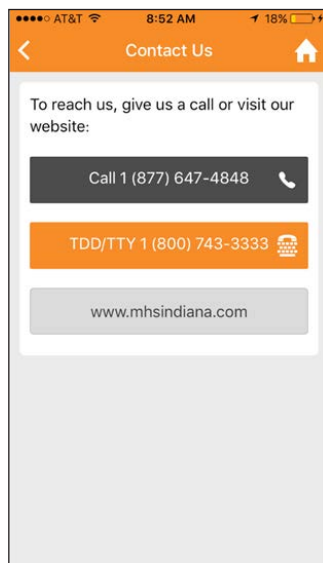 AT&T 8:52 AM 18%
Contact Us
To reach us, give us a call or visit our
website:
Call 1 (877) 647-4848
TDD/TTY 1 (800) 743-3333
www.mhsindiana.com